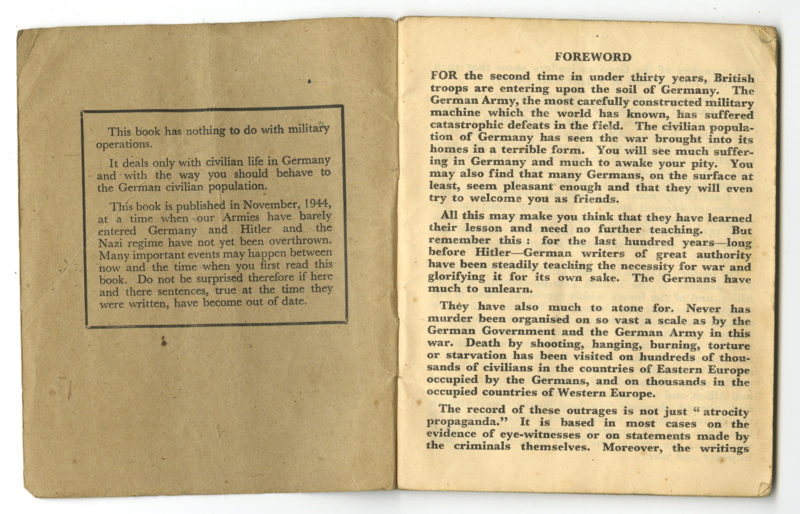 This book has nothing to do with military
operations.
It deals only with civilian life in Germany
and with the way you should behave to
the German civilian population.
This book is published in November, 1944,
at a time when our Armies have barely
entered Germany and Hitler and the
Nazi regime have not yet been overthrown.
Many important events may happen between
now and the time when you first read this
book. Do not be surprised therefore if here
and there sentences, true at the time they
were written, have become out of date.
FOREWORD
FOR the second time in under thirty years, British
troops are entering upon the soil of Germany. The
German Army, the most carefully constructed military
machine which the world has known, has suffered
catastrophic defeats in the field. The civilian popula-
tion of Germany has seen the war brought into its
homes in a terrible form. You will see much suffer-
ing in Germany and much to awake your pity. You
may also find that many Germans, on the surface at
least, seem pleasant enough and that they will even
try to welcome you as friends.
All this may make you think that they have learned
their lesson and need no further teaching. But
remember this : for the last hundred years—long
before Hitler—German writers of great authority
have been steadily teaching the necessity for war and
glorifying it for its own sake. The Germans have
much to unlearn.
They have also much to atone for. Never has
murder been organised on so vast a scale as by the
German Government and the German Army in this
war. Death by shooting, hanging, burning, torture
or starvation has been visited on hundreds of thou-
sands of civilians in the countries of Eastern Europe
occupied by the Germans, and on thousands in the
occupied countries of Western Europe.
The record of these outrages is not just “ atrocity
propaganda.” It is based in most cases on the
evidence of eye-witnesses or on statements made by
the criminals themselves. Moreover, the writings